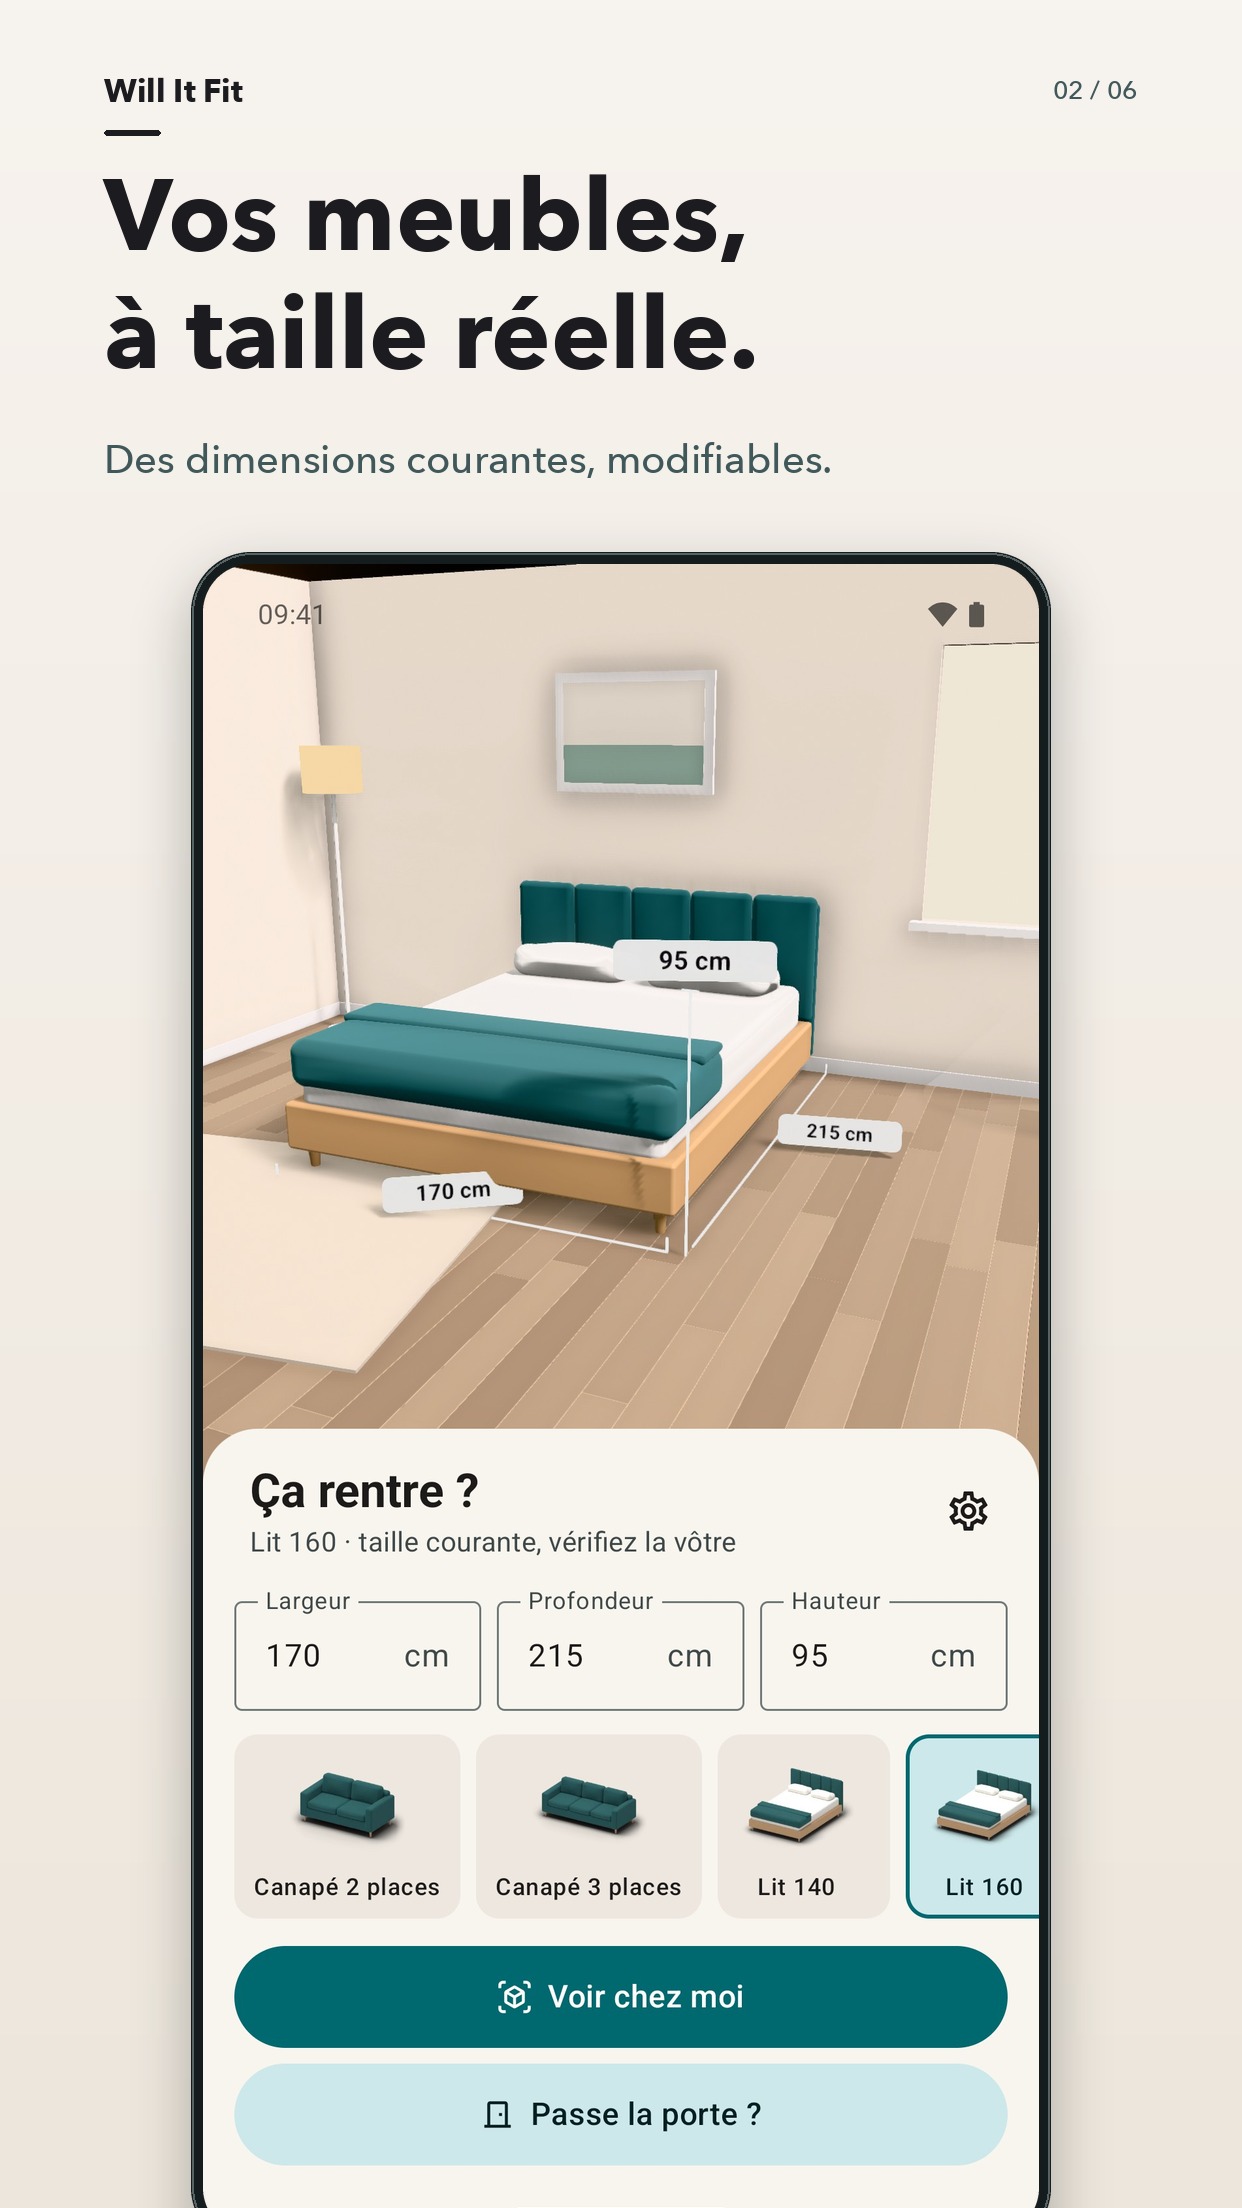 Will It Fit
02 / 06
Vos meubles,
à taille réelle.
Des dimensions courantes, modifiables.
09:41
95 cm
215 cm
170 cm
Ça rentre ?
Lit 160 · taille courante, vérifiez la vôtre
Largeur
Profondeur
Hauteur
170 cm
215 cm
95 cm
Canapé 2 places
Canapé 3 places
Lit 140
Lit 160
Voir chez moi
Passe la porte ?